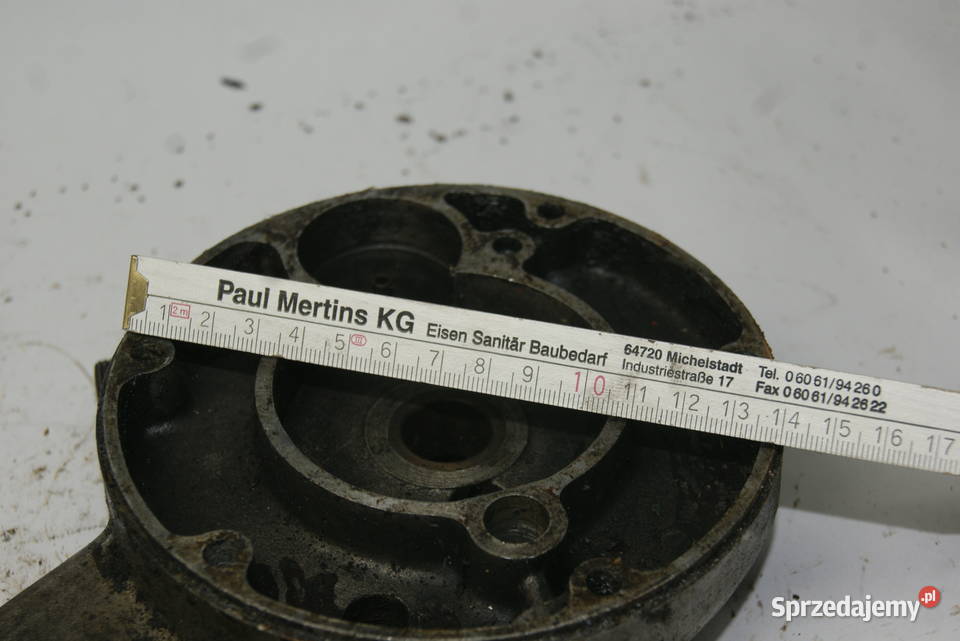 Paul Mertins KG
Eisen Sanitär Baubedarf
64720 Michelstadt
Industriestraße 17
Tel. 0 60 61/94 26 0
Fax 0 60 61/94 26 22
1 2m 2 3 4 5 III 6 7 8 9 10 11 12 13 14 15 16 17
Sprzedajemy.pl